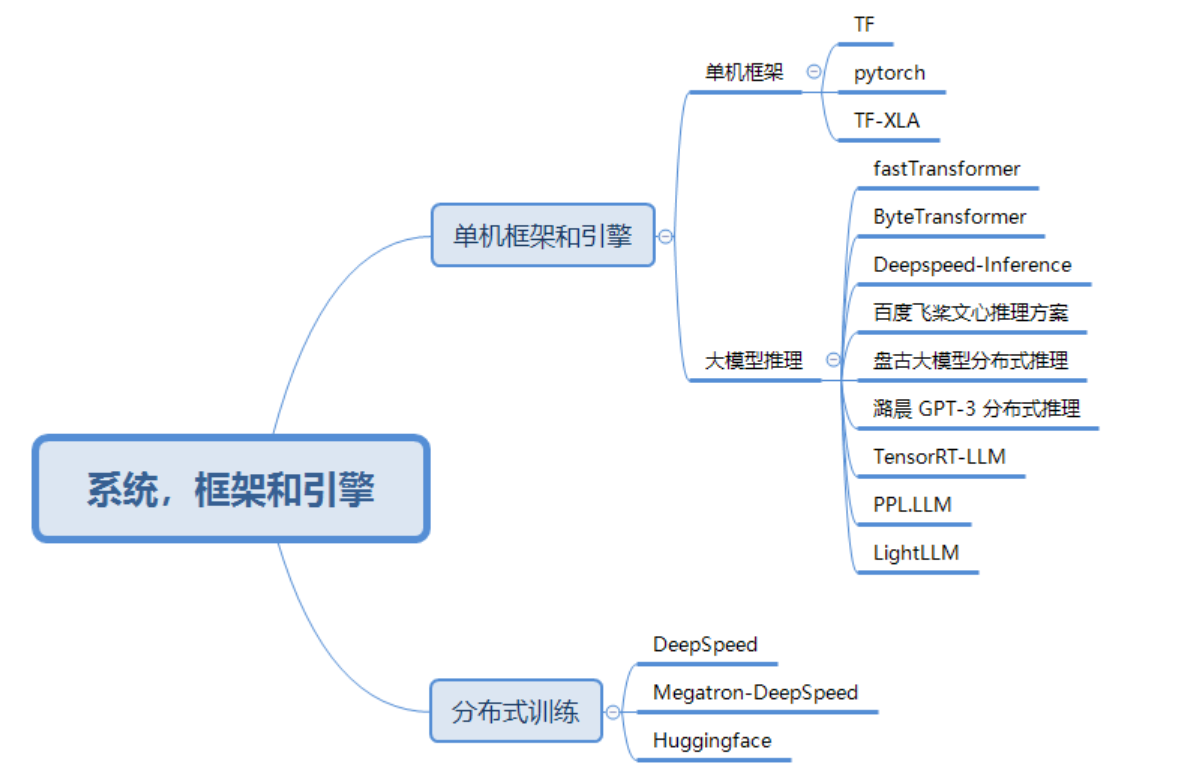 系统，框架和引擎
单机框架和引擎
单机框架
TF
pytorch
TF-XLA
大模型推理
fastTransformer
ByteTransformer
Deepspeed-Inference
百度飞桨文心推理方案
盘古大模型分布式推理
潞晨 GPT-3 分布式推理
TensorRT-LLM
PPL.LLM
LightLLM
分布式训练
DeepSpeed
Megatron-DeepSpeed
Huggingface